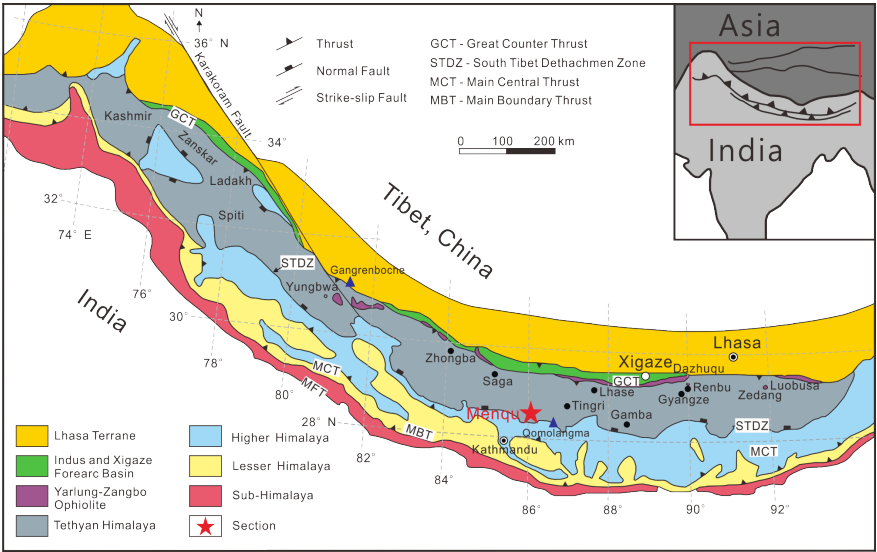 N
36° N
Karakoram Fault
Thrust
Normal Fault
Strike-slip Fault
GCT - Great Counter Thrust
STDZ - South Tibet Dethachmen Zone
MCT - Main Central Thrust
MBT - Main Boundary Thrust
0 100 200 km
Asia
India
Kashmir
GCT
Zanskar
34°
Ladakh
32°
Spiti
74° E
Tibet, China
STDZ
Gangrenboche
Yungbwa
India
76°
30°
78°
Zhongba
Saga
MCT
MFT
80°
Lhasa
Xigaze
Dazhuqu
GCT
Lhase
Renbu
Luobusa
Gyangze
Zedang
Tingri
Menqu
Gamba
Qomolangma
STDZ
28° N
MBT
Kathmandu
MCT
82°
84°
86°
88°
90°
92°
Lhasa Terrane
Indus and Xigaze
Forearc Basin
Yarlung-Zangbo
Ophiolite
Tethyan Himalaya
Higher Himalaya
Lesser Himalaya
Sub-Himalaya
Section